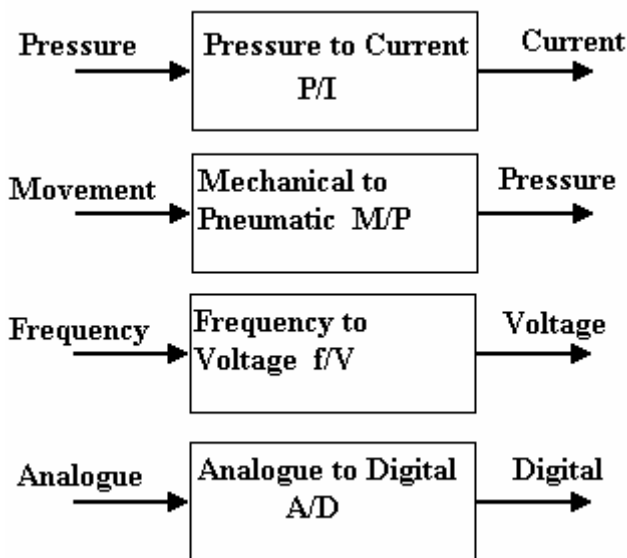 Pressure
Pressure to Current
P/I
Current
Movement
Mechanical to
Pneumatic M/P
Pressure
Frequency
Frequency to
Voltage f/V
Voltage
Analogue
Analogue to Digital
A/D
Digital